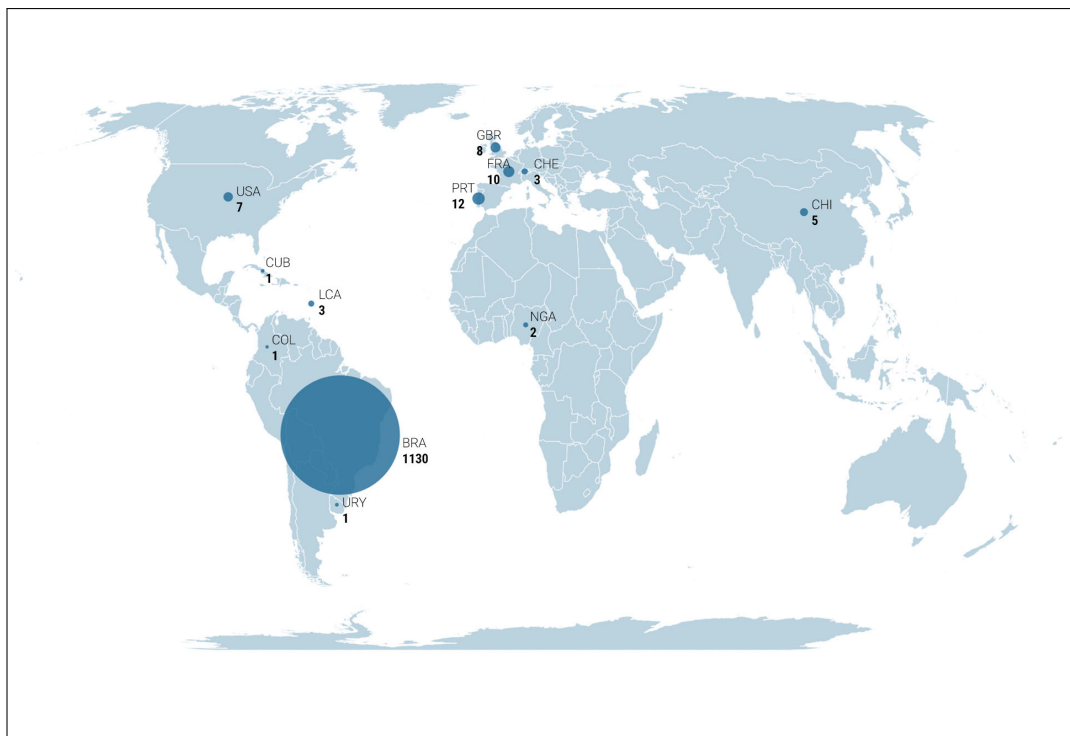 GBR
8
FRA
10
CHE
3
PRT
12
USA
7
CHI
5
CUB
1
LCA
3
NGA
2
COL
1
BRA
1130
URY
1